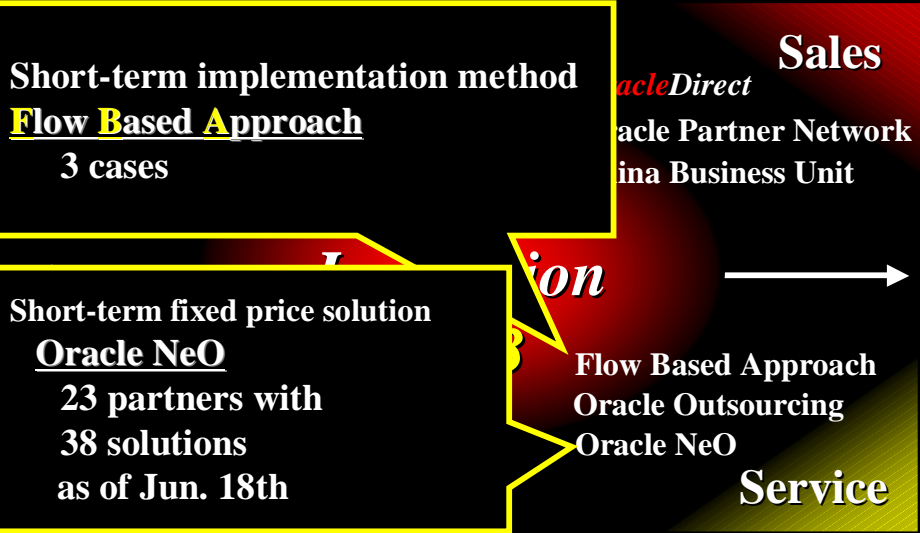 Short-term implementation method
Flow Based Approach
3 cases
Sales
acleDirect
acle Partner Network
ina Business Unit
ion
Short-term fixed price solution
Oracle NeO
23 partners with
38 solutions
as of Jun. 18th
Flow Based Approach
Oracle Outsourcing
Oracle NeO
Service